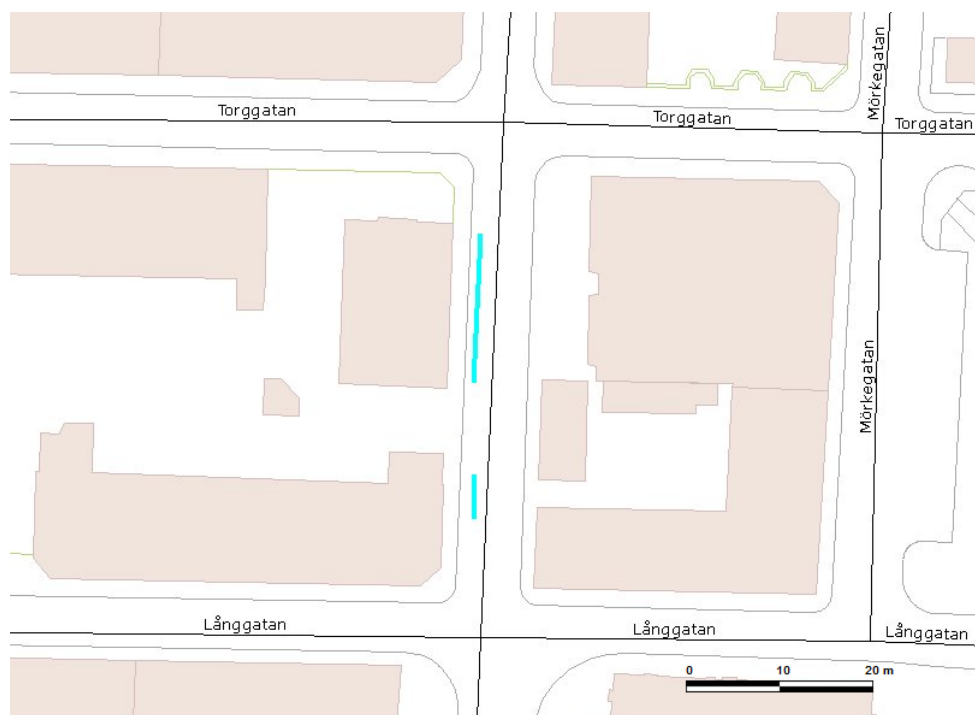 Mörkegatan
Torggatan
Torggatan
Torggatan
Mörkegatan
Långgatan
Långgatan
Långgatan
0 10 20 m